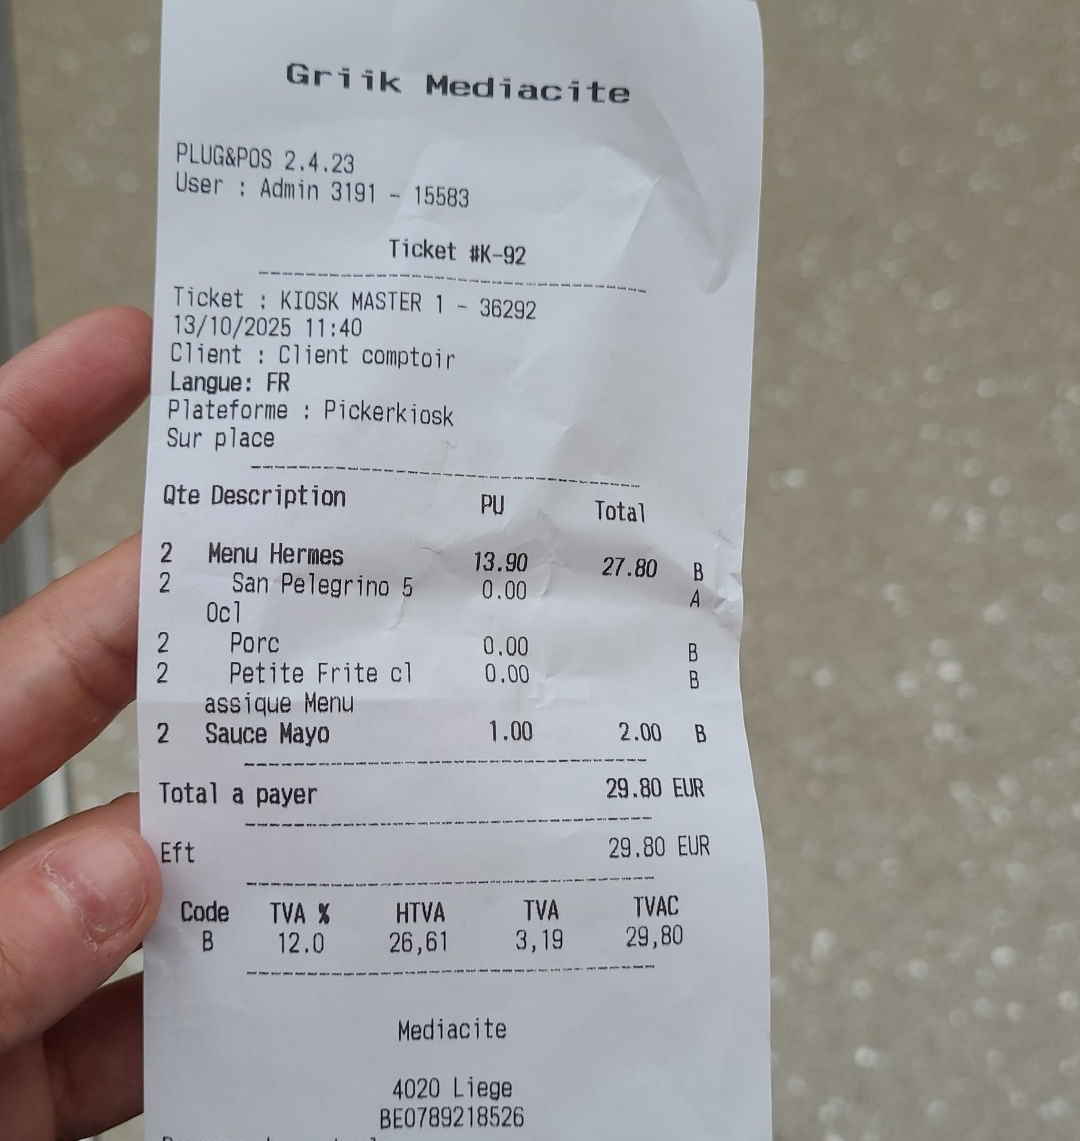 Griik Mediacite
PLUG&POS 2.4.23
User : Admin 3191 - 15583
Ticket #K-92
Ticket : KIOSK MASTER 1 - 36292
13/10/2025 11:40
Client : Client comptoir
Langue: FR
Plateforme : Pickerkiosk
Sur place
Qte Description PU Total
2 Menu Hermes 13.90 27.80 B
2 San Pelegrino 5 0.00 A
0cl
2 Porc 0.00 B
2 Petite Frite cl 0.00 B
assique Menu
2 Sauce Mayo 1.00 2.00 B
Total a payer 29.80 EUR
Eft 29.80 EUR
Code TVA % HTVA TVA TVAC
B 12.0 26,61 3,19 29,80
Mediacite
4020 Liege
BE0789218526